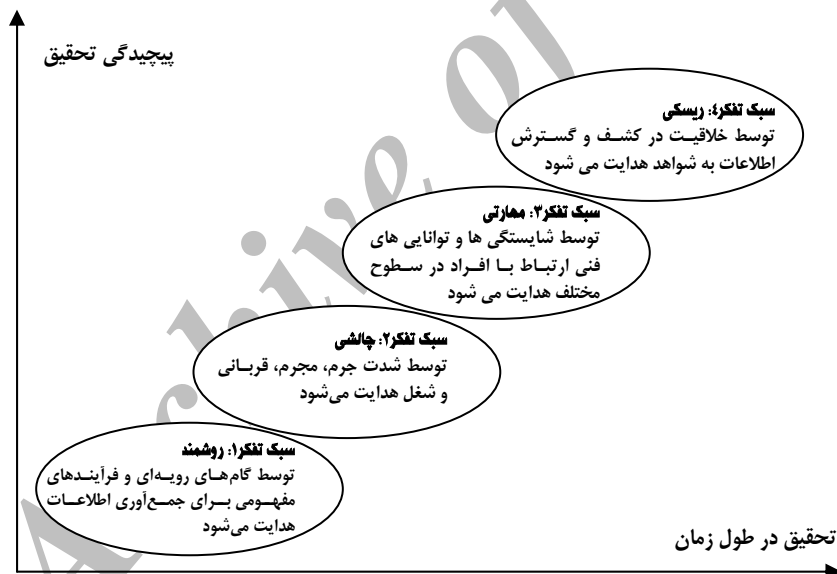 پیچیدگی تحقیق
سبک تفکر۴: ریسکی
توسط خلاقیت در کشف و گسترش
اطلاعات به شواهد هدایت می شود
سبک تفکر۳: مهارتی
توسط شایستگی ها و توانایی های
فنی ارتباط با افراد در سطوح
مختلف هدایت می شود
سبک تفکر۲: چالشی
توسط شدت جرم، مجرم، قربانی
و شغل هدایت می‌شود
سبک تفکر۱: روشمند
توسط گام‌های رویه‌ای و فرآیندهای
مفهومی برای جمع‌آوری اطلاعات
هدایت می‌شود
تحقیق در طول زمان
Archive of